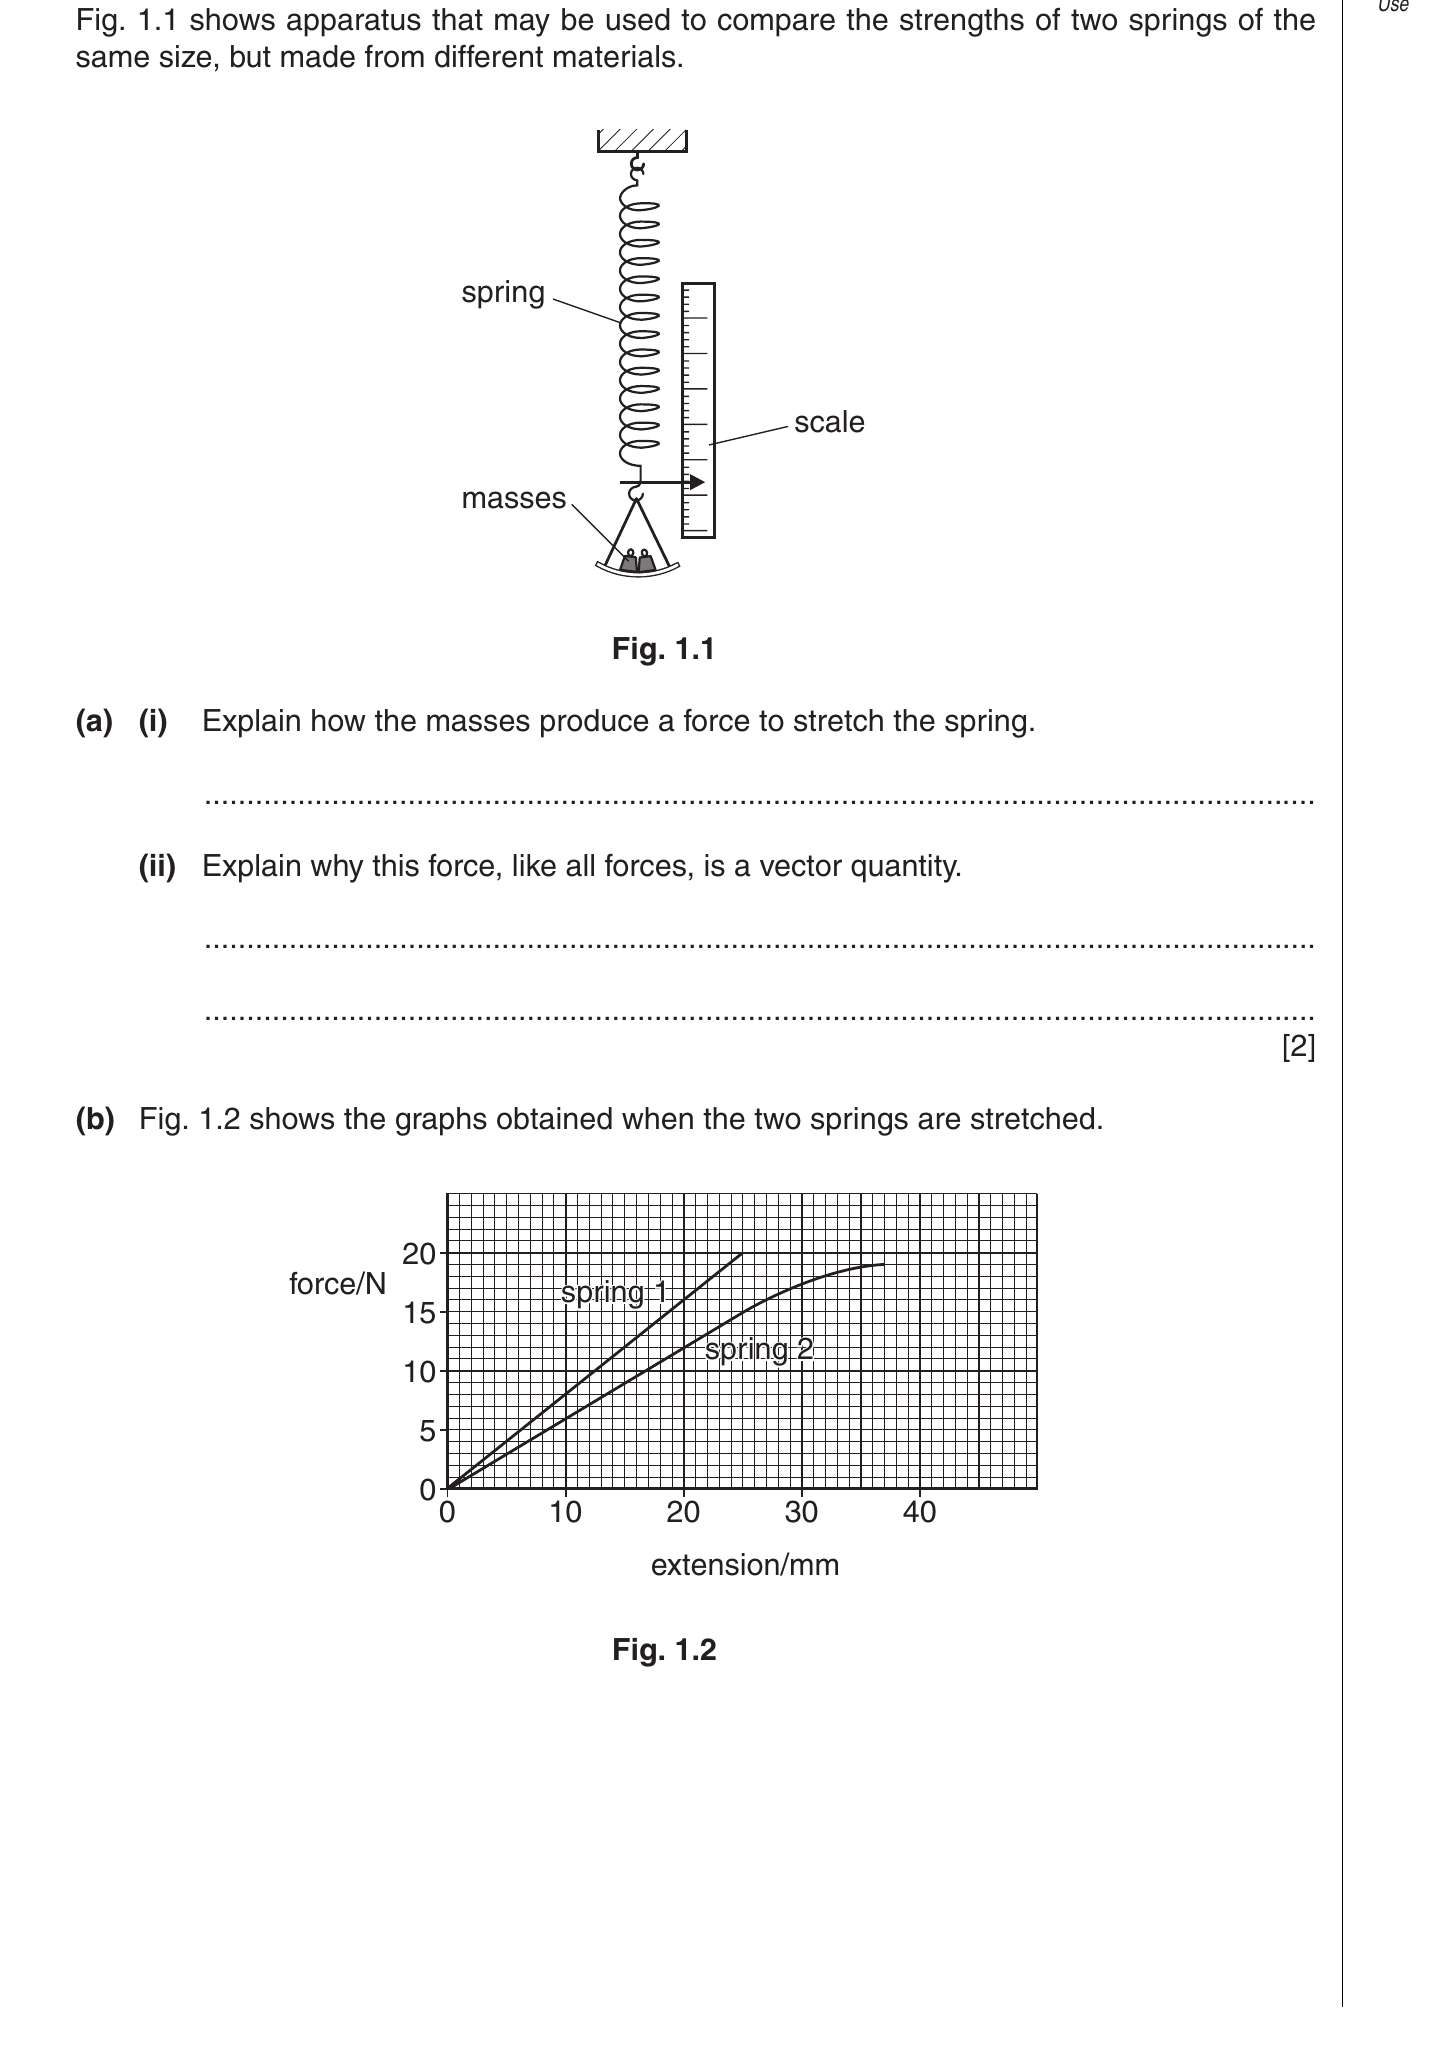 Use
Fig. 1.1 shows apparatus that may be used to compare the strengths of two springs of the
same size, but made from different materials.
spring
scale
masses
Fig. 1.1
(a) (i) Explain how the masses produce a force to stretch the spring.
..........
(ii) Explain why this force, like all forces, is a vector quantity.
..........
..........
[2]
(b) Fig. 1.2 shows the graphs obtained when the two springs are stretched.
20
force/N
spring 1
15
spring 2
10
5
0
0 10 20 30 40
extension/mm
Fig. 1.2